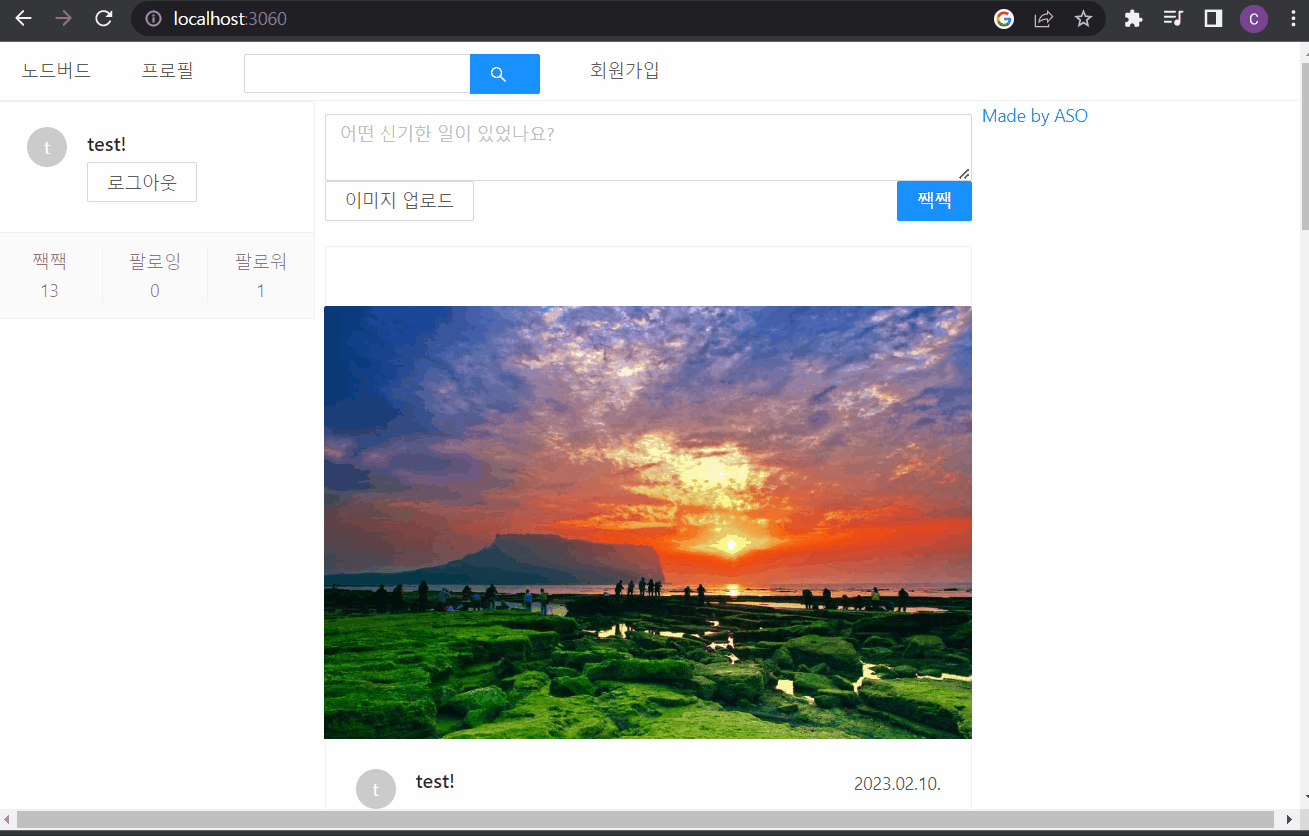 localhost:3060
C
노드버드 프로필 회원가입
t test!
로그아웃
짹짹 팔로잉 팔로워
13 0 1
어떤 신기한 일이 있었나요?
이미지 업로드 짹짹
Made by ASO
t test! 2023.02.10.